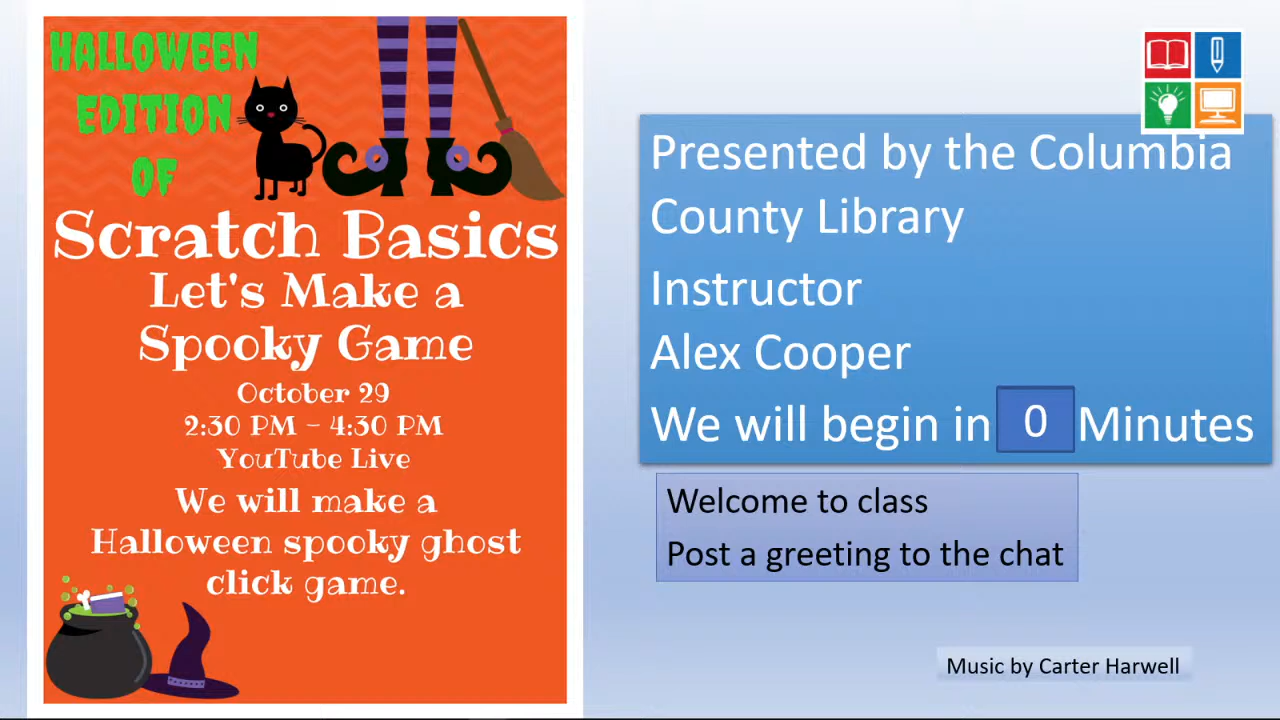 HALLOWEEN
EDITION
OF
Scratch Basics
Let's Make a
Spooky Game
October 29
2:30 PM - 4:30 PM
YouTube Live
We will make a
Halloween spooky ghost
click game.
Presented by the Columbia
County Library
Instructor
Alex Cooper
We will begin in 0 Minutes
Welcome to class
Post a greeting to the chat
Music by Carter Harwell